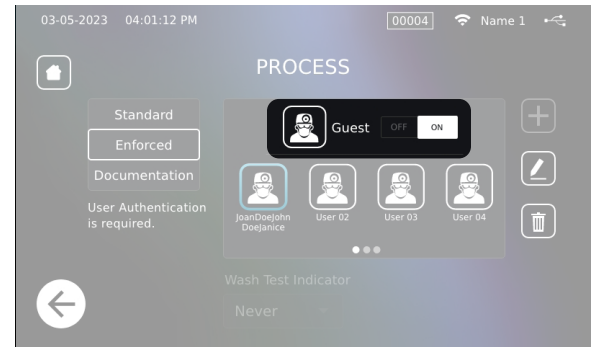 03-05-2023 04:01:12 PM 00004 Name 1
PROCESS
Standard
Enforced
Documentation
User Authentication
is required.
Guest OFF ON
JoanDoeJohn
DoeJanice
User 02
User 03
User 04
Wash Test Indicator
Never